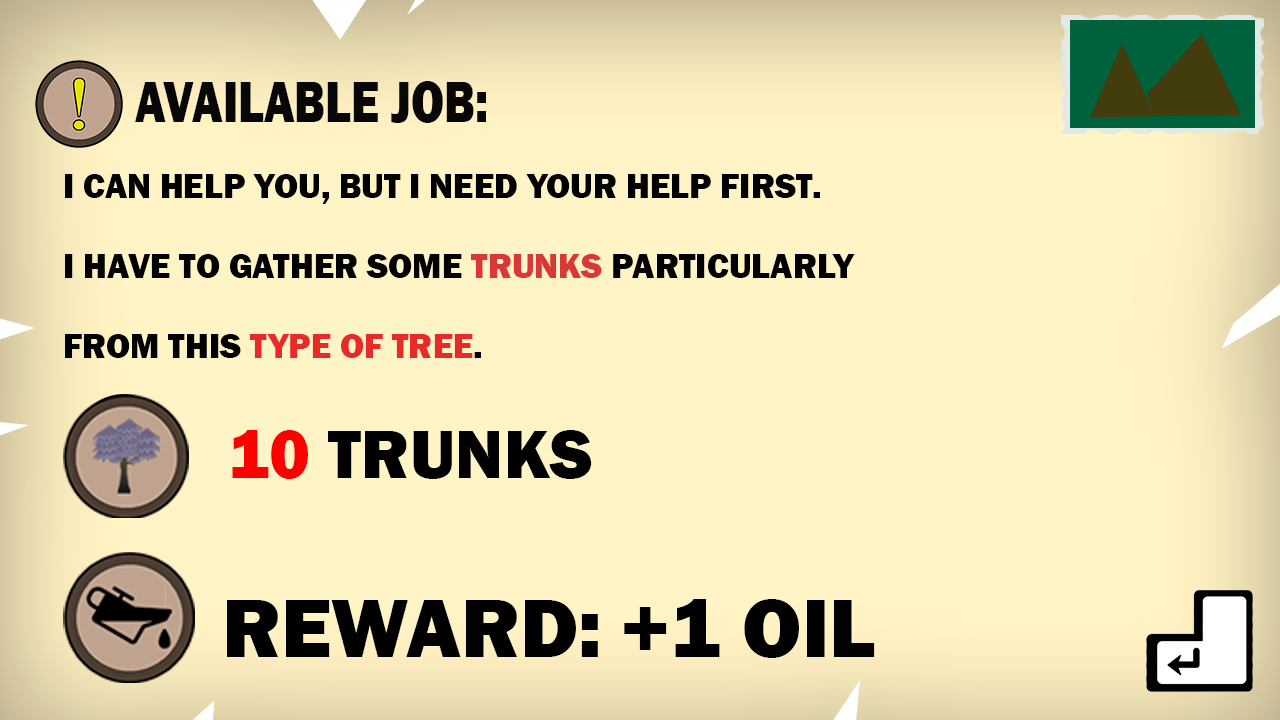 AVAILABLE JOB:
I CAN HELP YOU, BUT I NEED YOUR HELP FIRST.
I HAVE TO GATHER SOME TRUNKS PARTICULARLY
FROM THIS TYPE OF TREE.
10 TRUNKS
REWARD: +1 OIL